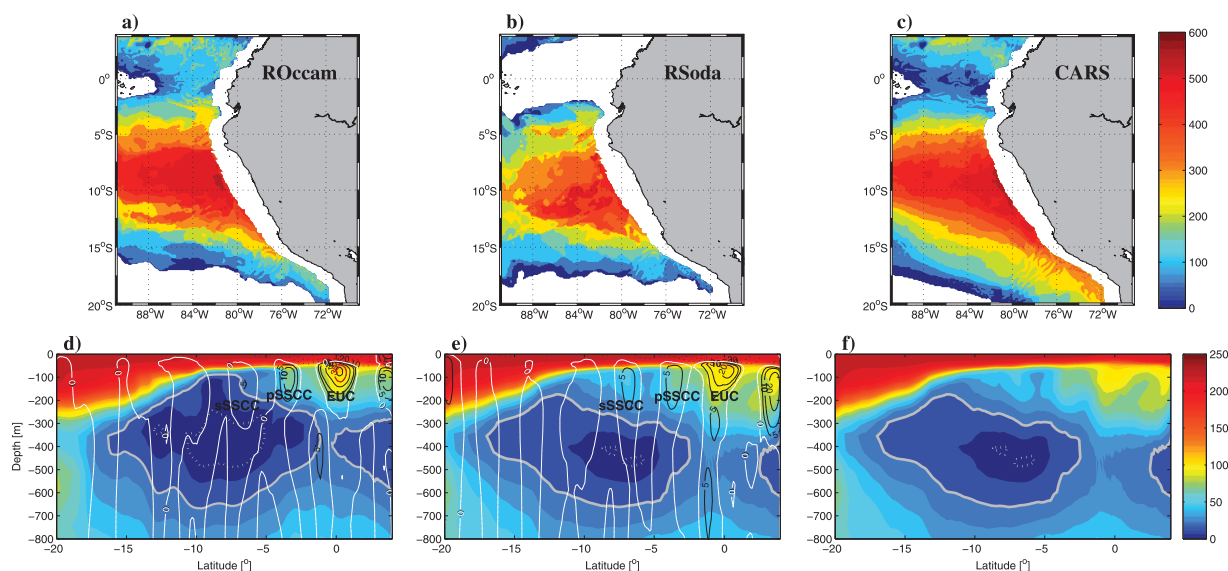 a) b) c)
ROccam RSoda CARS
0° 0° 0°
5°S 5°S 5°S
10°S 10°S 10°S
15°S 15°S 15°S
20°S 20°S 20°S
88°W 84°W 80°W 76°W 72°W 88°W 84°W 80°W 76°W 72°W 88°W 84°W 80°W 76°W 72°W
600
500
400
300
200
100
0
d) e) f)
0
−100
−200
−300
−400
−500
−600
−700
−800
Depth [m]
sSSCC pSSCC EUC
−20 −15 −10 −5 0
Latitude [°]
0
−100
−200
−300
−400
−500
−600
−700
−800
sSSCC pSSCC EUC
−20 −15 −10 −5 0
Latitude [°]
0
−100
−200
−300
−400
−500
−600
−700
−800
−20 −15 −10 −5 0
Latitude [°]
250
200
150
100
50
0